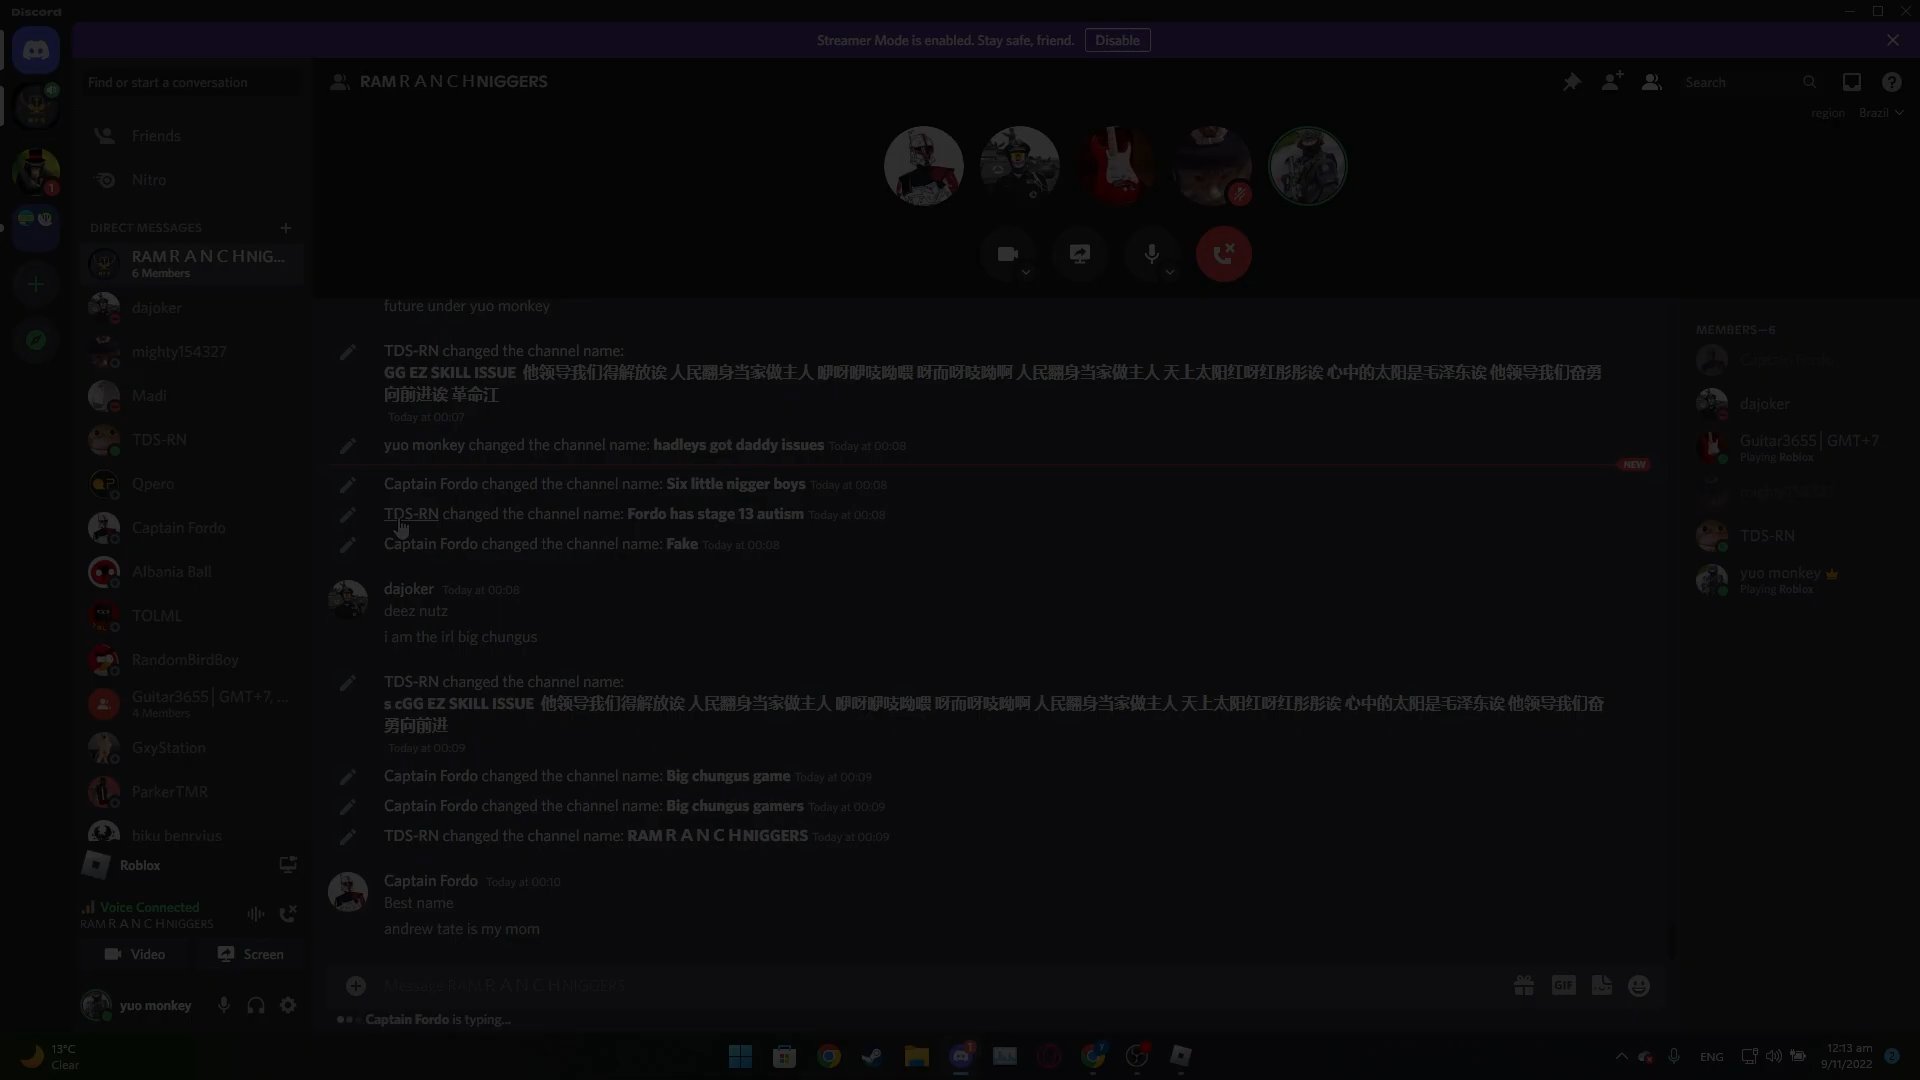 Discord
Streamer Mode is enabled. Stay safe, friend. Disable
Find or start a conversation
RAM R A N C HNIGGERS
Search
region Brazil
Friends
Nitro
DIRECT MESSAGES
RAM R A N C HNIG...
6 Members
dajoker
mighty154327
Madi
TDS-RN
Qpero
Captain Fordo
Albania Ball
TOLML
RandomBirdBoy
Guitar3655| GMT+7, ...
4 Members
GxyStation
ParkerTMR
biku benrvius
Roblox
Voice Connected
RAM R A N C HNIGGERS
Video Screen
yuo monkey
future under yuo monkey
TDS-RN changed the channel name:
GG EZ SKILL ISSUE 他领导我们得解放诶 人民翻身当家做主人 咿呀咿吱呦喂 呀而呀吱呦啊 人民翻身当家做主人 天上太阳红呀红彤彤诶 心中的太阳是毛泽东诶 他领导我们奋勇
向前进诶 革命江
Today at 00:07
yuo monkey changed the channel name: hadleys got daddy issues Today at 00:08
NEW
Captain Fordo changed the channel name: Six little nigger boys Today at 00:08
TDS-RN changed the channel name: Fordo has stage 13 autism Today at 00:08
Captain Fordo changed the channel name: Fake Today at 00:08
dajoker Today at 00:08
deez nutz
i am the irl big chungus
TDS-RN changed the channel name:
s cGG EZ SKILL ISSUE 他领导我们得解放诶 人民翻身当家做主人 咿呀咿吱呦喂 呀而呀吱呦啊 人民翻身当家做主人 天上太阳红呀红彤彤诶 心中的太阳是毛泽东诶 他领导我们奋
勇向前进
Today at 00:09
Captain Fordo changed the channel name: Big chungus game Today at 00:09
Captain Fordo changed the channel name: Big chungus gamers Today at 00:09
TDS-RN changed the channel name: RAM R A N C HNIGGERS Today at 00:09
Captain Fordo Today at 00:10
Best name
andrew tate is my mom
Message RAM R A N C HNIGGERS
GIF
Captain Fordo is typing...
MEMBERS—6
Captain Fordo
dajoker
Guitar3655| GMT+7
Playing Roblox
mighty154327
TDS-RN
yuo monkey
Playing Roblox
13°C
Clear
ENG
12:13 am
9/11/2022
2